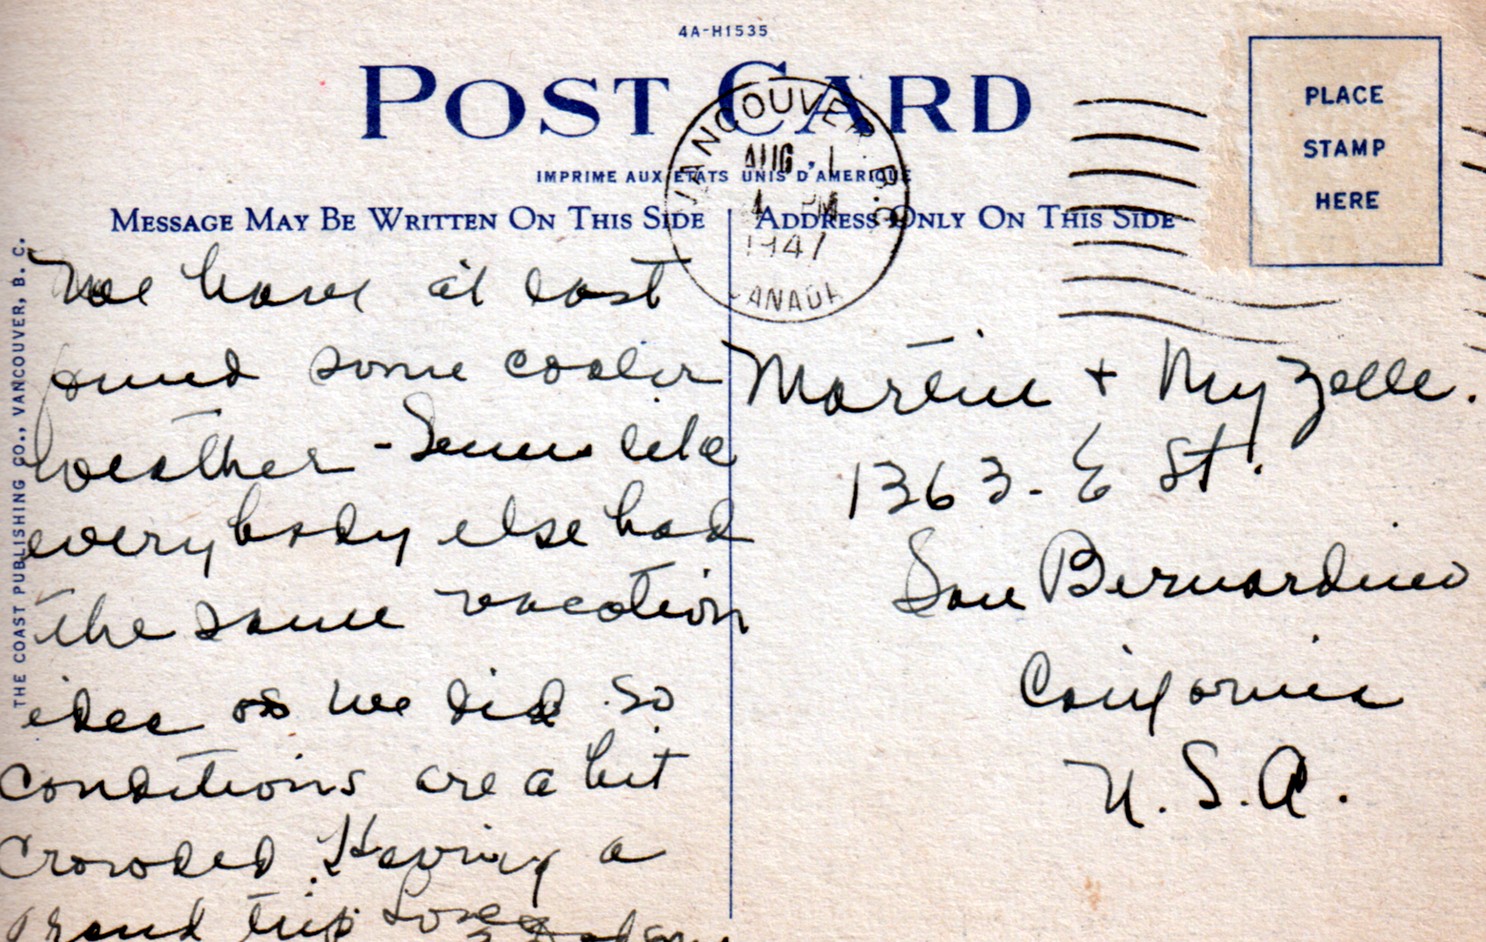 4A-H1535
POST CARD
VANCOUVER B.C.
AUG 1
4 PM
1947
CANADA
IMPRIME AUX ETATS UNIS D'AMERIQUE
PLACE
STAMP
HERE
MESSAGE MAY BE WRITTEN ON THIS SIDE
ADDRESS ONLY ON THIS SIDE
THE COAST PUBLISHING CO., VANCOUVER, B. C.
We have at last
found some cooler
weather - Seems like
everybody else had
the same vacation
idea as we did. So
conditions are a bit
crowded. Having a
grand trip. Love
Martin + Myzelle.
1363 - E St.
San Bernardino
California
U.S.A.